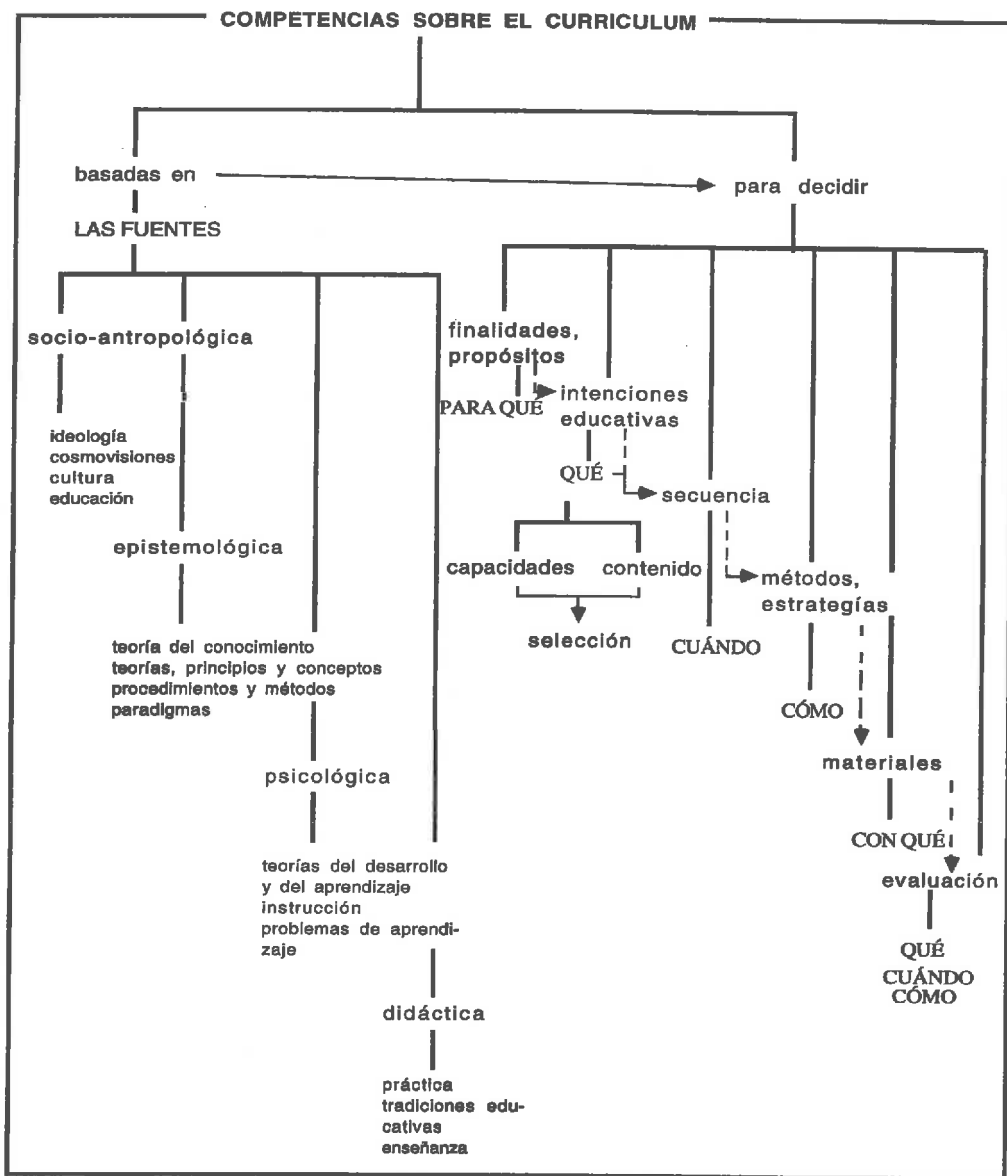 COMPETENCIAS SOBRE EL CURRICULUM
basadas en
para decidir
LAS FUENTES
socio-antropológica
ideología
cosmovisiones
cultura
educación
epistemológica
teoría del conocimiento
teorías, principios y conceptos
procedimientos y métodos
paradigmas
psicológica
teorías del desarrollo
y del aprendizaje
instrucción
problemas de aprendi-
zaje
didáctica
práctica
tradiciones edu-
cativas
enseñanza
finalidades,
propósitos
PARA QUÉ
intenciones
educativas
QUÉ
capacidades contenido
selección
secuencia
CUÁNDO
métodos,
estrategías
CÓMO
materiales
CON QUÉ
evaluación
QUÉ
CUÁNDO
CÓMO